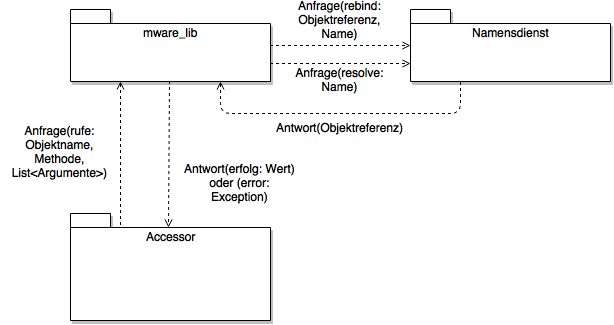 Anfrage(rebind:
Objektreferenz,
Name)
mware_lib
Namensdienst
Anfrage(resolve:
Name)
Antwort(Objektreferenz)
Anfrage(rufe:
Objektname,
Methode,
List<Argumente>)
Antwort(erfolg: Wert)
oder (error:
Exception)
Accessor